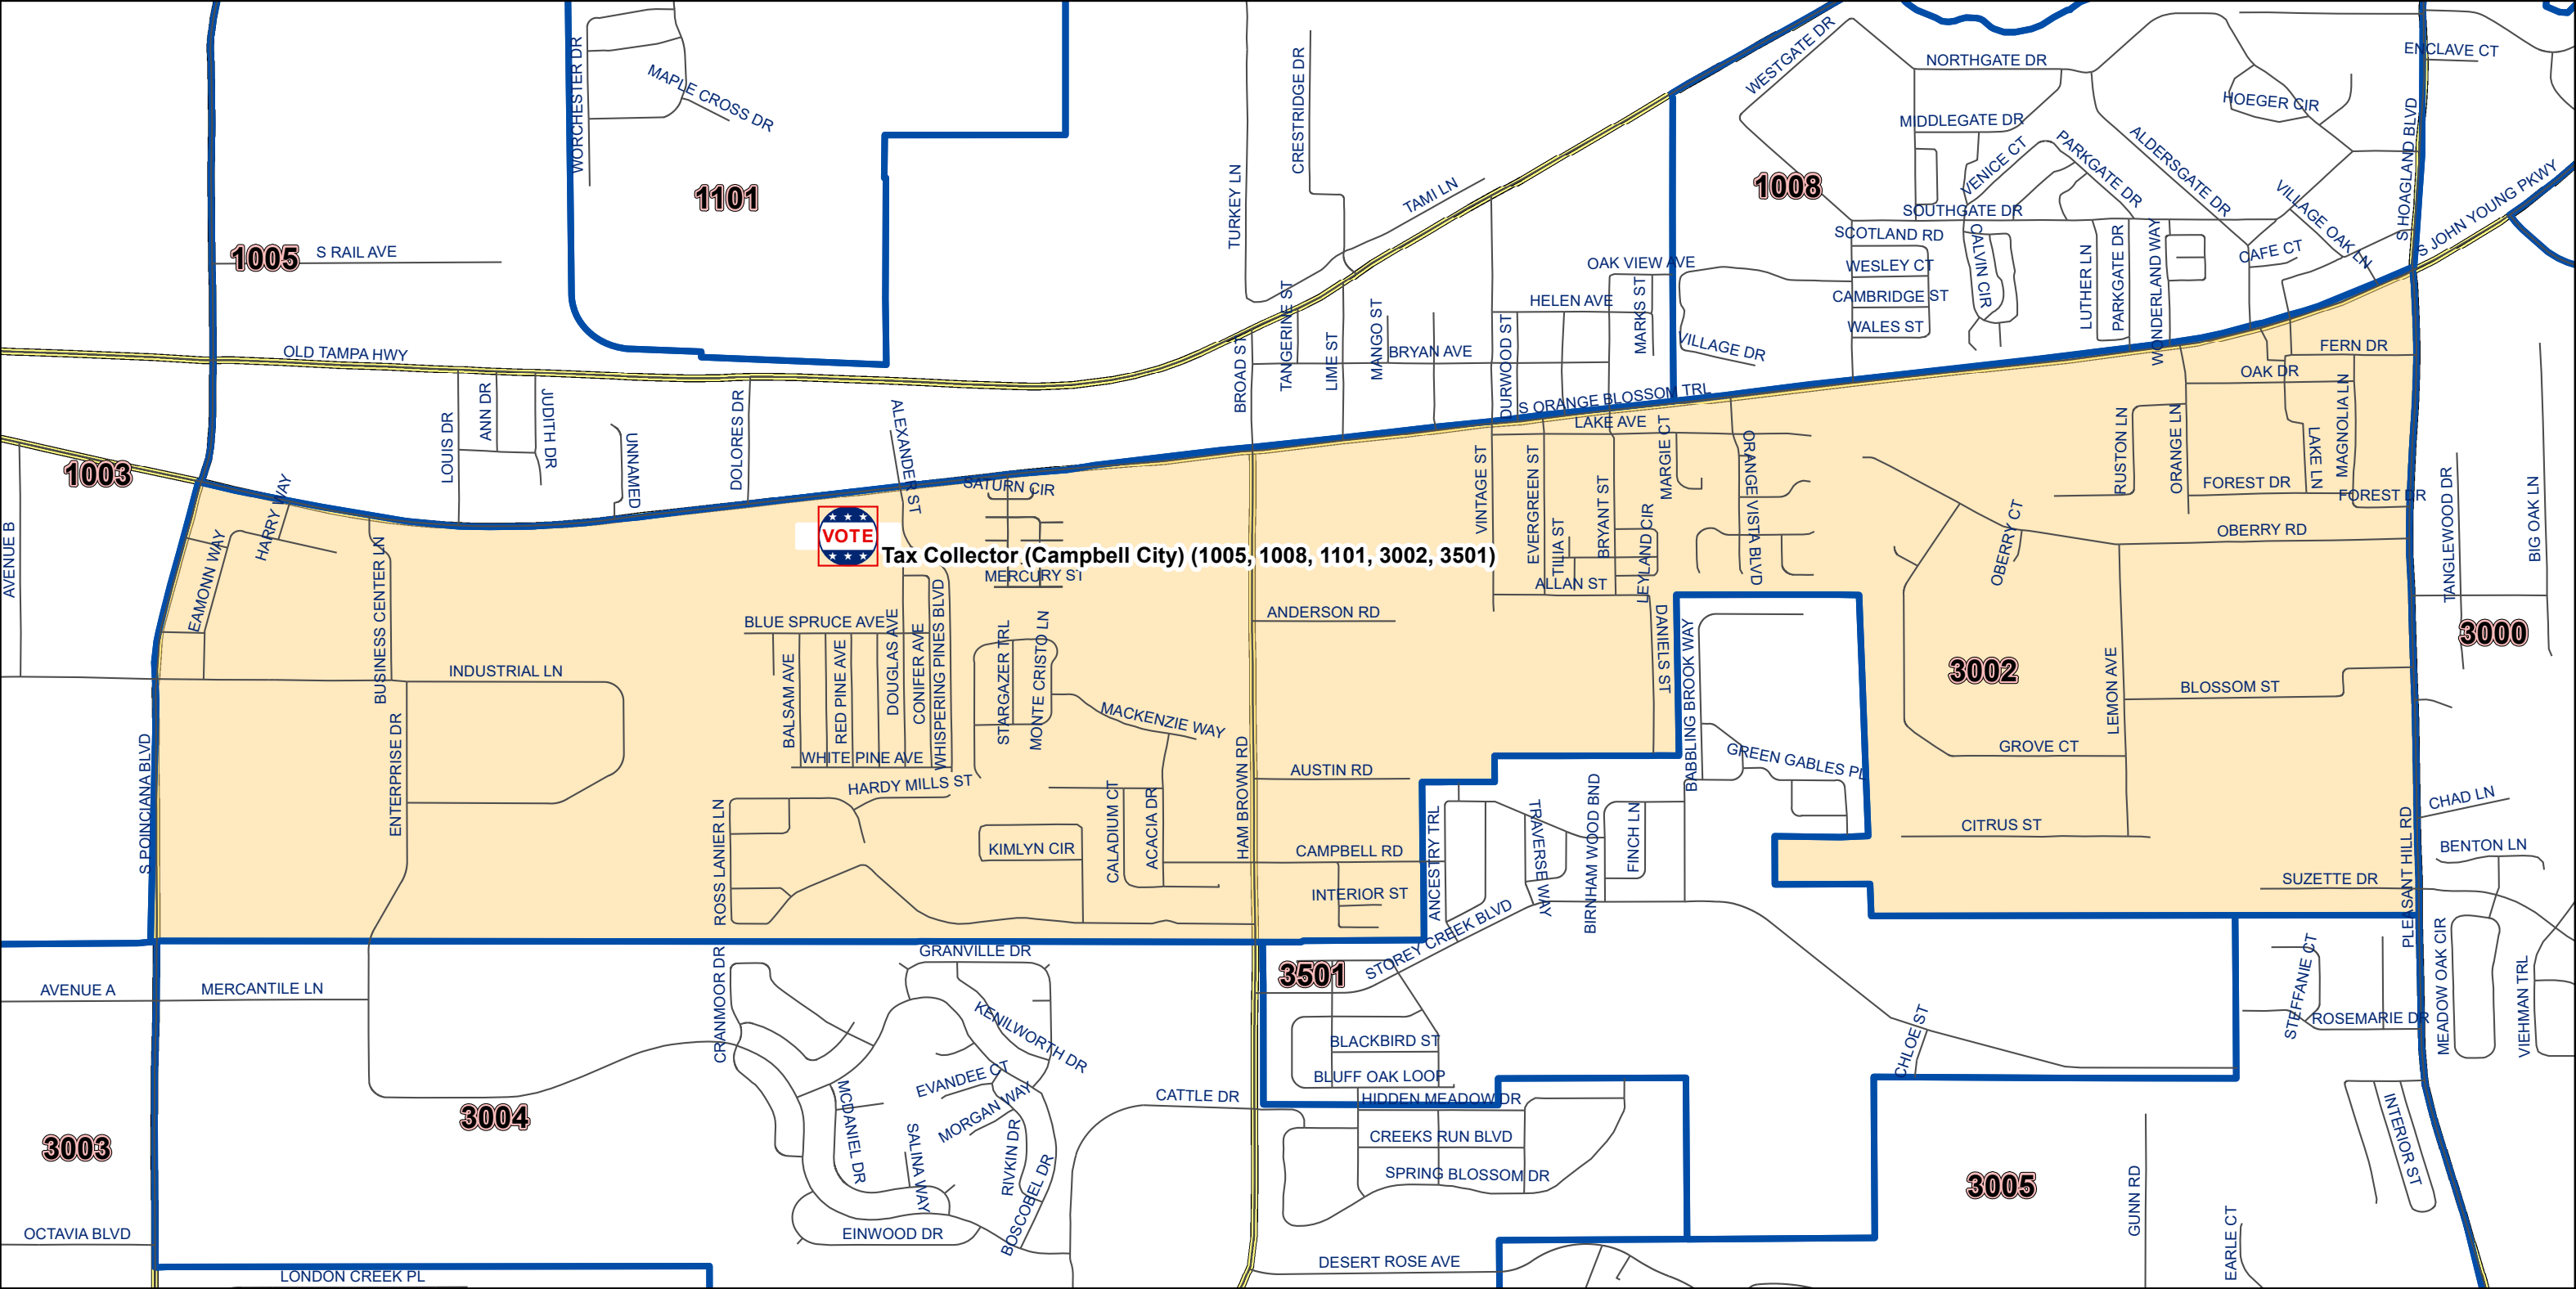 WESTGATE DR
ENCLAVE CT
NORTHGATE DR
WORCHESTER DR
MAPLE CROSS DR
CRESTRIDGE DR
HOEGER CIR
MIDDLEGATE DR
S HOAGLAND BLVD
VENICE CT
PARKGATE DR
ALDERSGATE DR
1101
1008
TURKEY LN
TAMI LN
VILLAGE OAK LN
S JOHN YOUNG PKWY
SOUTHGATE DR
SCOTLAND RD
1005
S RAIL AVE
CALVIN CIR
CAFE CT
OAK VIEW AVE
WESLEY CT
LUTHER LN
PARKGATE DR
WONDERLAND WAY
HELEN AVE
MARKS ST
CAMBRIDGE ST
TANGERINE ST
WALES ST
OLD TAMPA HWY
BROAD ST
LIME ST
MANGO ST
BRYAN AVE
DURWOOD ST
VILLAGE DR
FERN DR
OAK DR
LOUIS DR
ANN DR
JUDITH DR
DOLORES DR
ALEXANDER ST
S ORANGE BLOSSOM TRL
LAKE AVE
MAGNOLIA LN
UNNAMED
1003
HARRY WAY
SATURN CIR
VINTAGE ST
EVERGREEN ST
BRYANT ST
MARGIE CT
ORANGE VISTA BLVD
RUSTON LN
ORANGE LN
LAKE LN
FOREST DR
FOREST DR
TANGLEWOOD DR
BIG OAK LN
AVENUE B
EAMONN WAY
BUSINESS CENTER LN
VOTE
Tax Collector (Campbell City) (1005, 1008, 1101, 3002, 3501)
TILIA ST
LEYLAND CIR
OBERRY CT
OBERRY RD
MERCURY ST
ALLAN ST
ANDERSON RD
BLUE SPRUCE AVE
DOUGLAS AVE
CONIFER AVE
WHISPERING PINES BLVD
STARGAZER TRL
MONTE CRISTO LN
DANIELS ST
BABBLING BROOK WAY
3000
3002
INDUSTRIAL LN
BALSAM AVE
RED PINE AVE
LEMON AVE
BLOSSOM ST
MACKENZIE WAY
S POINCIANA BLVD
ENTERPRISE DR
WHITE PINE AVE
HAM BROWN RD
GREEN GABLES PL
GROVE CT
HARDY MILLS ST
AUSTIN RD
CHAD LN
ROSS LANIER LN
CALADIUM CT
ACACIA DR
ANCESTRY TRL
TRAVERSE WAY
BIRNHAM WOOD BND
FINCH LN
CITRUS ST
PLEASANT HILL RD
BENTON LN
KIMLYN CIR
CAMPBELL RD
SUZETTE DR
INTERIOR ST
STOREY CREEK BLVD
GRANVILLE DR
CRANMOOR DR
3501
STEFFANIE CT
MEADOW OAK CIR
VIEHMAN TRL
AVENUE A
MERCANTILE LN
KENILWORTH DR
ROSEMARIE DR
BLACKBIRD ST
CHLOE ST
EVANDEE CT
BLUFF OAK LOOP
MCDANIEL DR
MORGAN WAY
CATTLE DR
HIDDEN MEADOW DR
3004
INTERIOR ST
3003
SALINA WAY
RIVKIN DR
CREEKS RUN BLVD
SPRING BLOSSOM DR
3005
GUNN RD
BOSCOBEL DR
OCTAVIA BLVD
EINWOOD DR
EARLE CT
DESERT ROSE AVE
LONDON CREEK PL